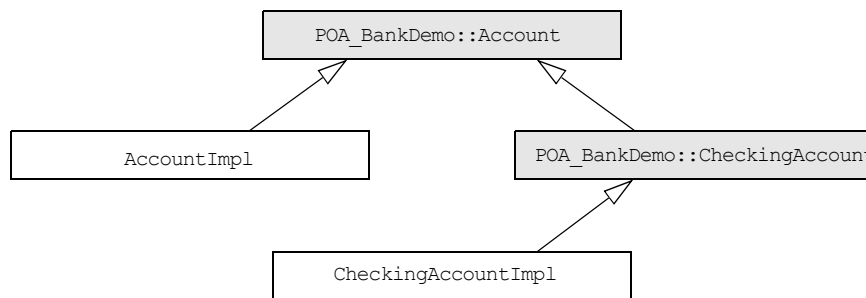 POA_BankDemo::Account
AccountImpl
POA_BankDemo::CheckingAccount
CheckingAccountImpl